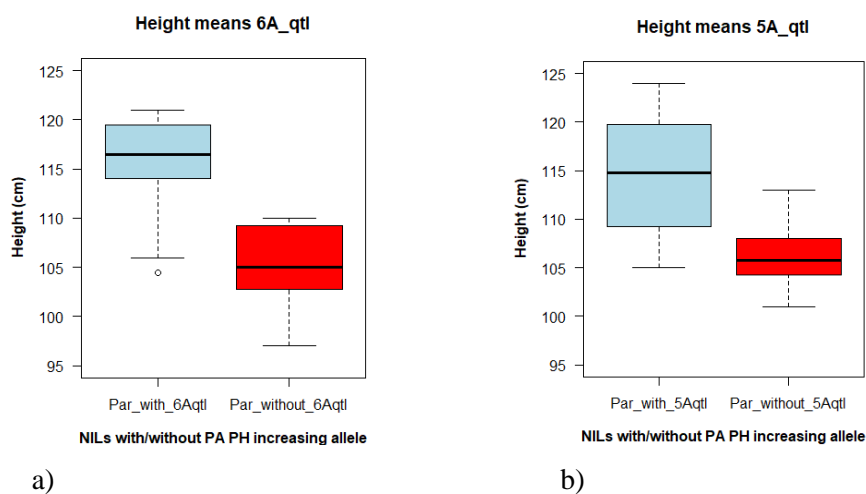 Height means 6A_qtl
125
120
115
110
105
100
95
Height (cm)
Par_with_6Aqtl Par_without_6Aqtl
NILs with/without PA PH increasing allele
a)
Height means 5A_qtl
125
120
115
110
105
100
95
Height (cm)
Par_with_5Aqtl Par_without_5Aqtl
NILs with/without PA PH increasing allele
b)